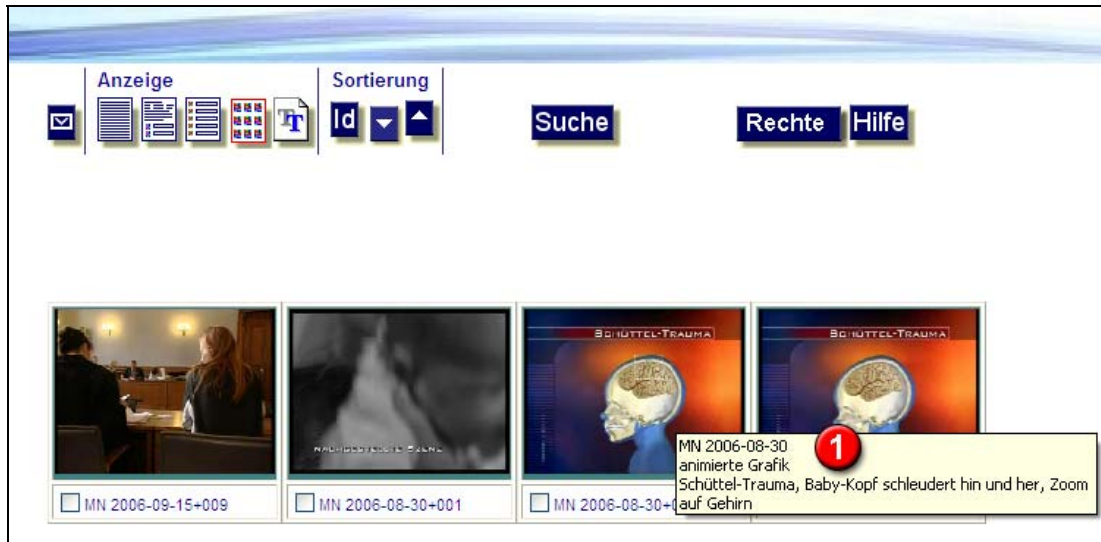 Anzeige
Sortierung
Id
Suche
Rechte
Hilfe
SCHÜTTEL-TRAUMA
SCHÜTTEL-TRAUMA
NACHGESTELLTE SZENE
MN 2006-08-30
animierte Grafik
Schüttel-Trauma, Baby-Kopf schleudert hin und her, Zoom
auf Gehirn
1
MN 2006-09-15+009
MN 2006-08-30+001
MN 2006-08-30+